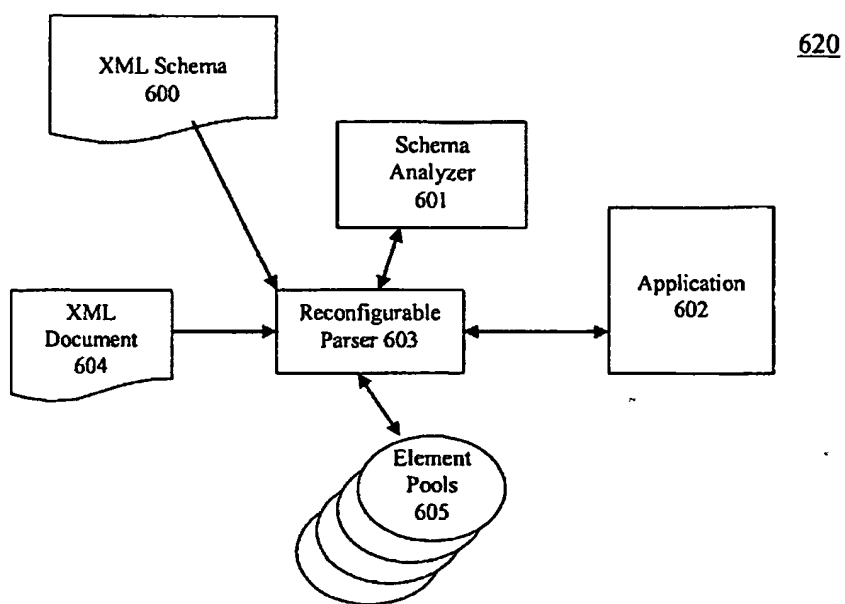 620
XML Schema
600
Schema
Analyzer
601
Application
602
XML
Document
604
Reconfigurable
Parser 603
Element
Pools
605